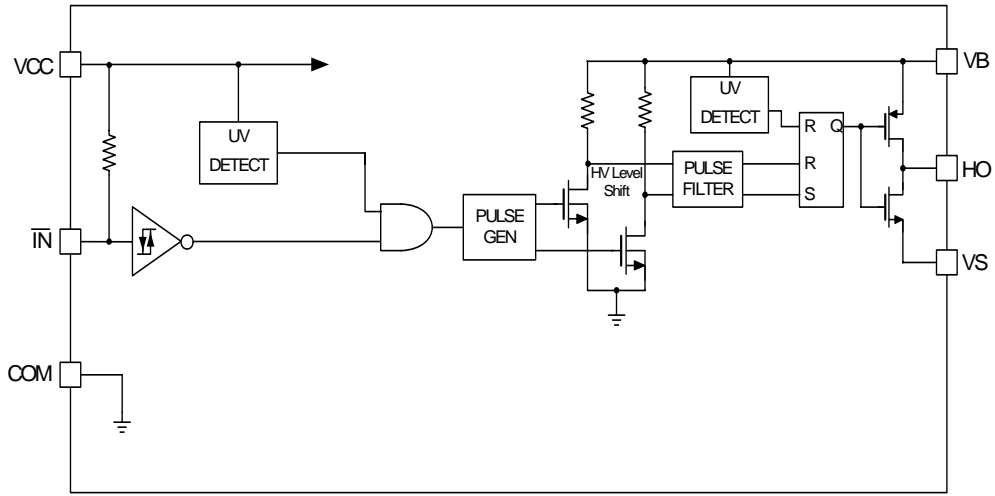 VCC
VB
UV
DETECT
UV
DETECT
R
Q
HV Level
Shift
PULSE
FILTER
R
S
HO
IN
PULSE
GEN
VS
COM